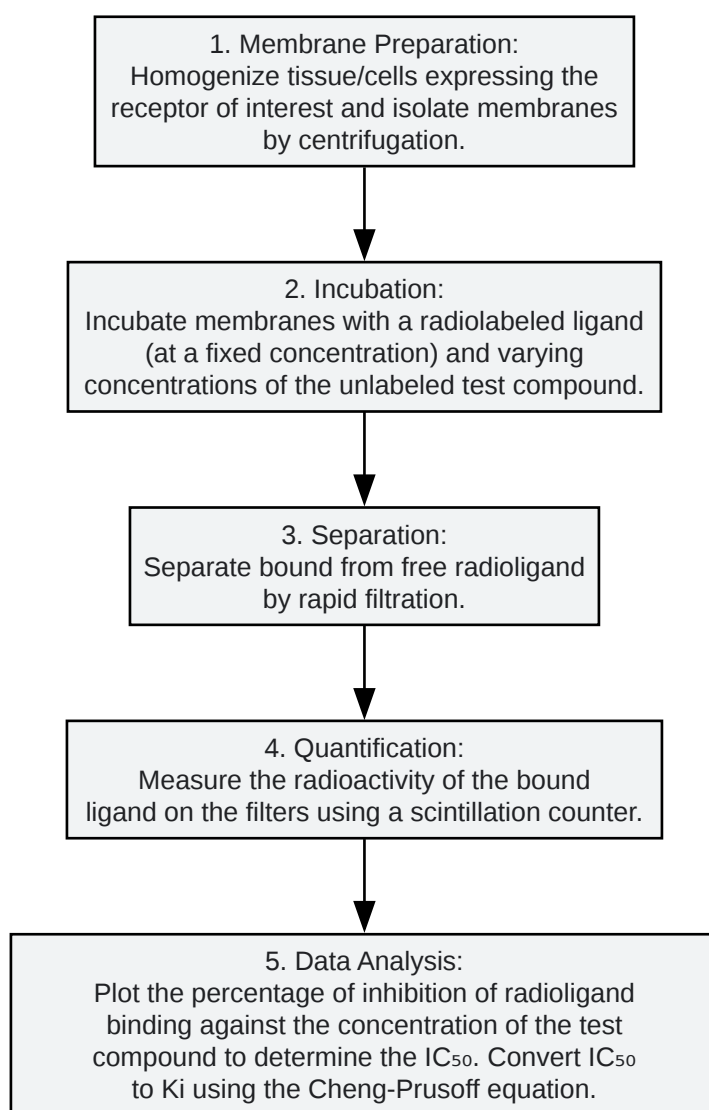 1. Membrane Preparation:
Homogenize tissue/cells expressing the
receptor of interest and isolate membranes
by centrifugation.
2. Incubation:
Incubate membranes with a radiolabeled ligand
(at a fixed concentration) and varying
concentrations of the unlabeled test compound.
3. Separation:
Separate bound from free radioligand
by rapid filtration.
4. Quantification:
Measure the radioactivity of the bound
ligand on the filters using a scintillation counter.
5. Data Analysis:
Plot the percentage of inhibition of radioligand
binding against the concentration of the test
compound to determine the IC₅₀. Convert IC₅₀
to Ki using the Cheng-Prusoff equation.